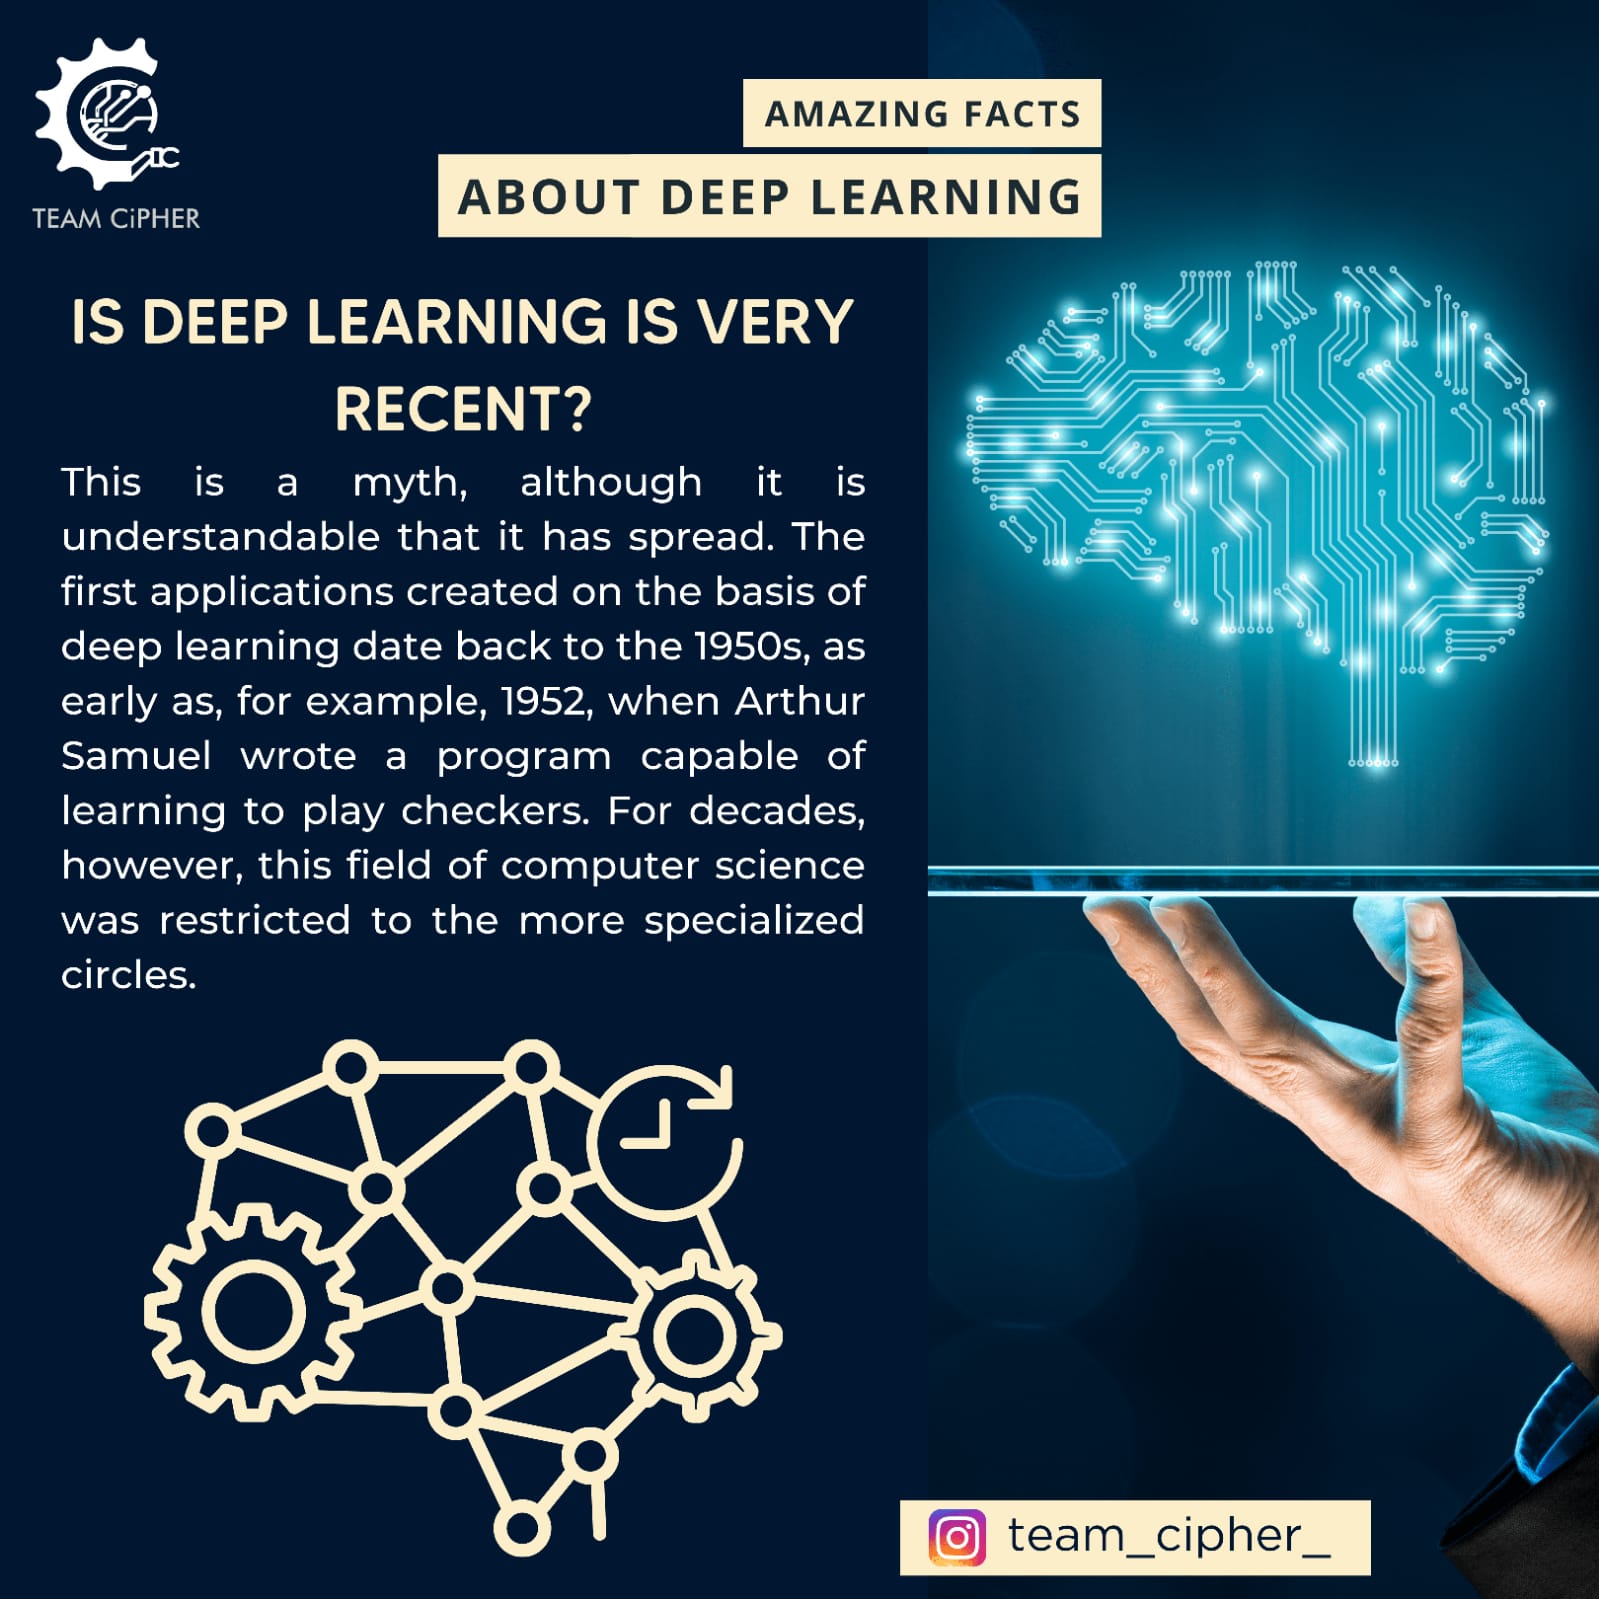 TEAM CiPHER
AMAZING FACTS
ABOUT DEEP LEARNING
IS DEEP LEARNING IS VERY
RECENT?
This is a myth, although it is
understandable that it has spread. The
first applications created on the basis of
deep learning date back to the 1950s, as
early as, for example, 1952, when Arthur
Samuel wrote a program capable of
learning to play checkers. For decades,
however, this field of computer science
was restricted to the more specialized
circles.
team_cipher_